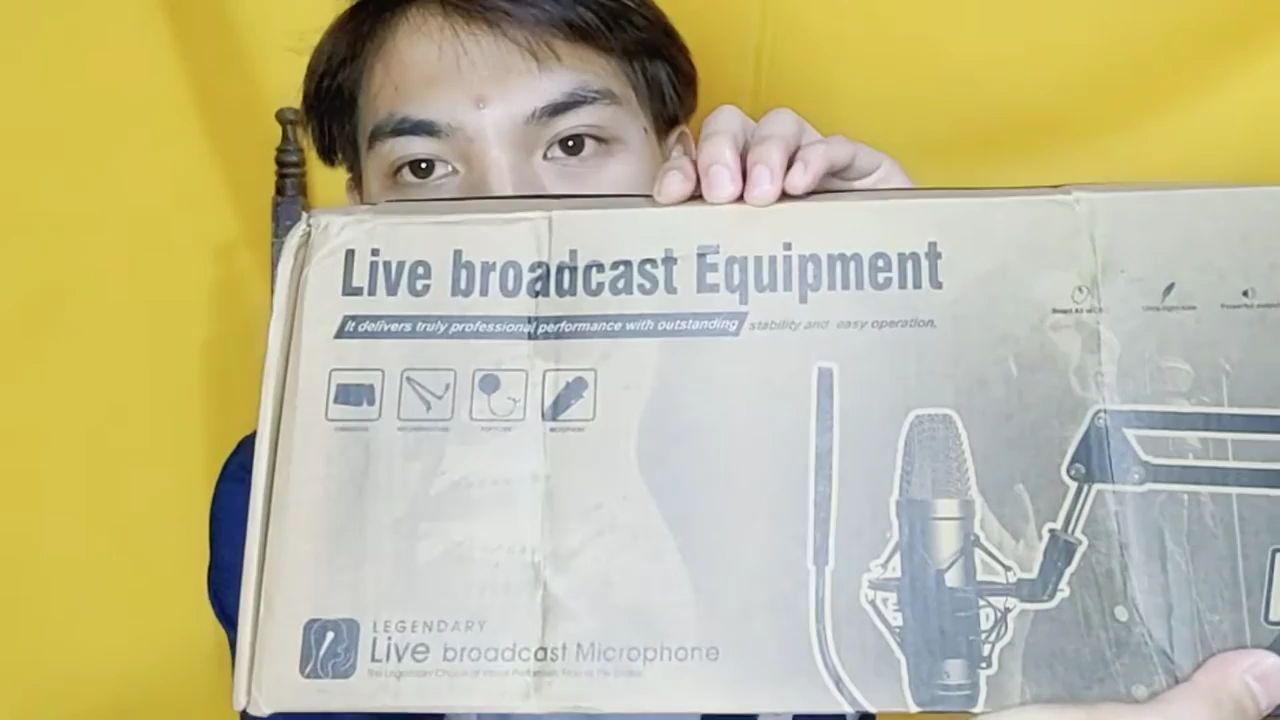 Live broadcast Equipment
It delivers truly professional performance with outstanding stability and easy operation.
LEGENDARY
Live broadcast Microphone